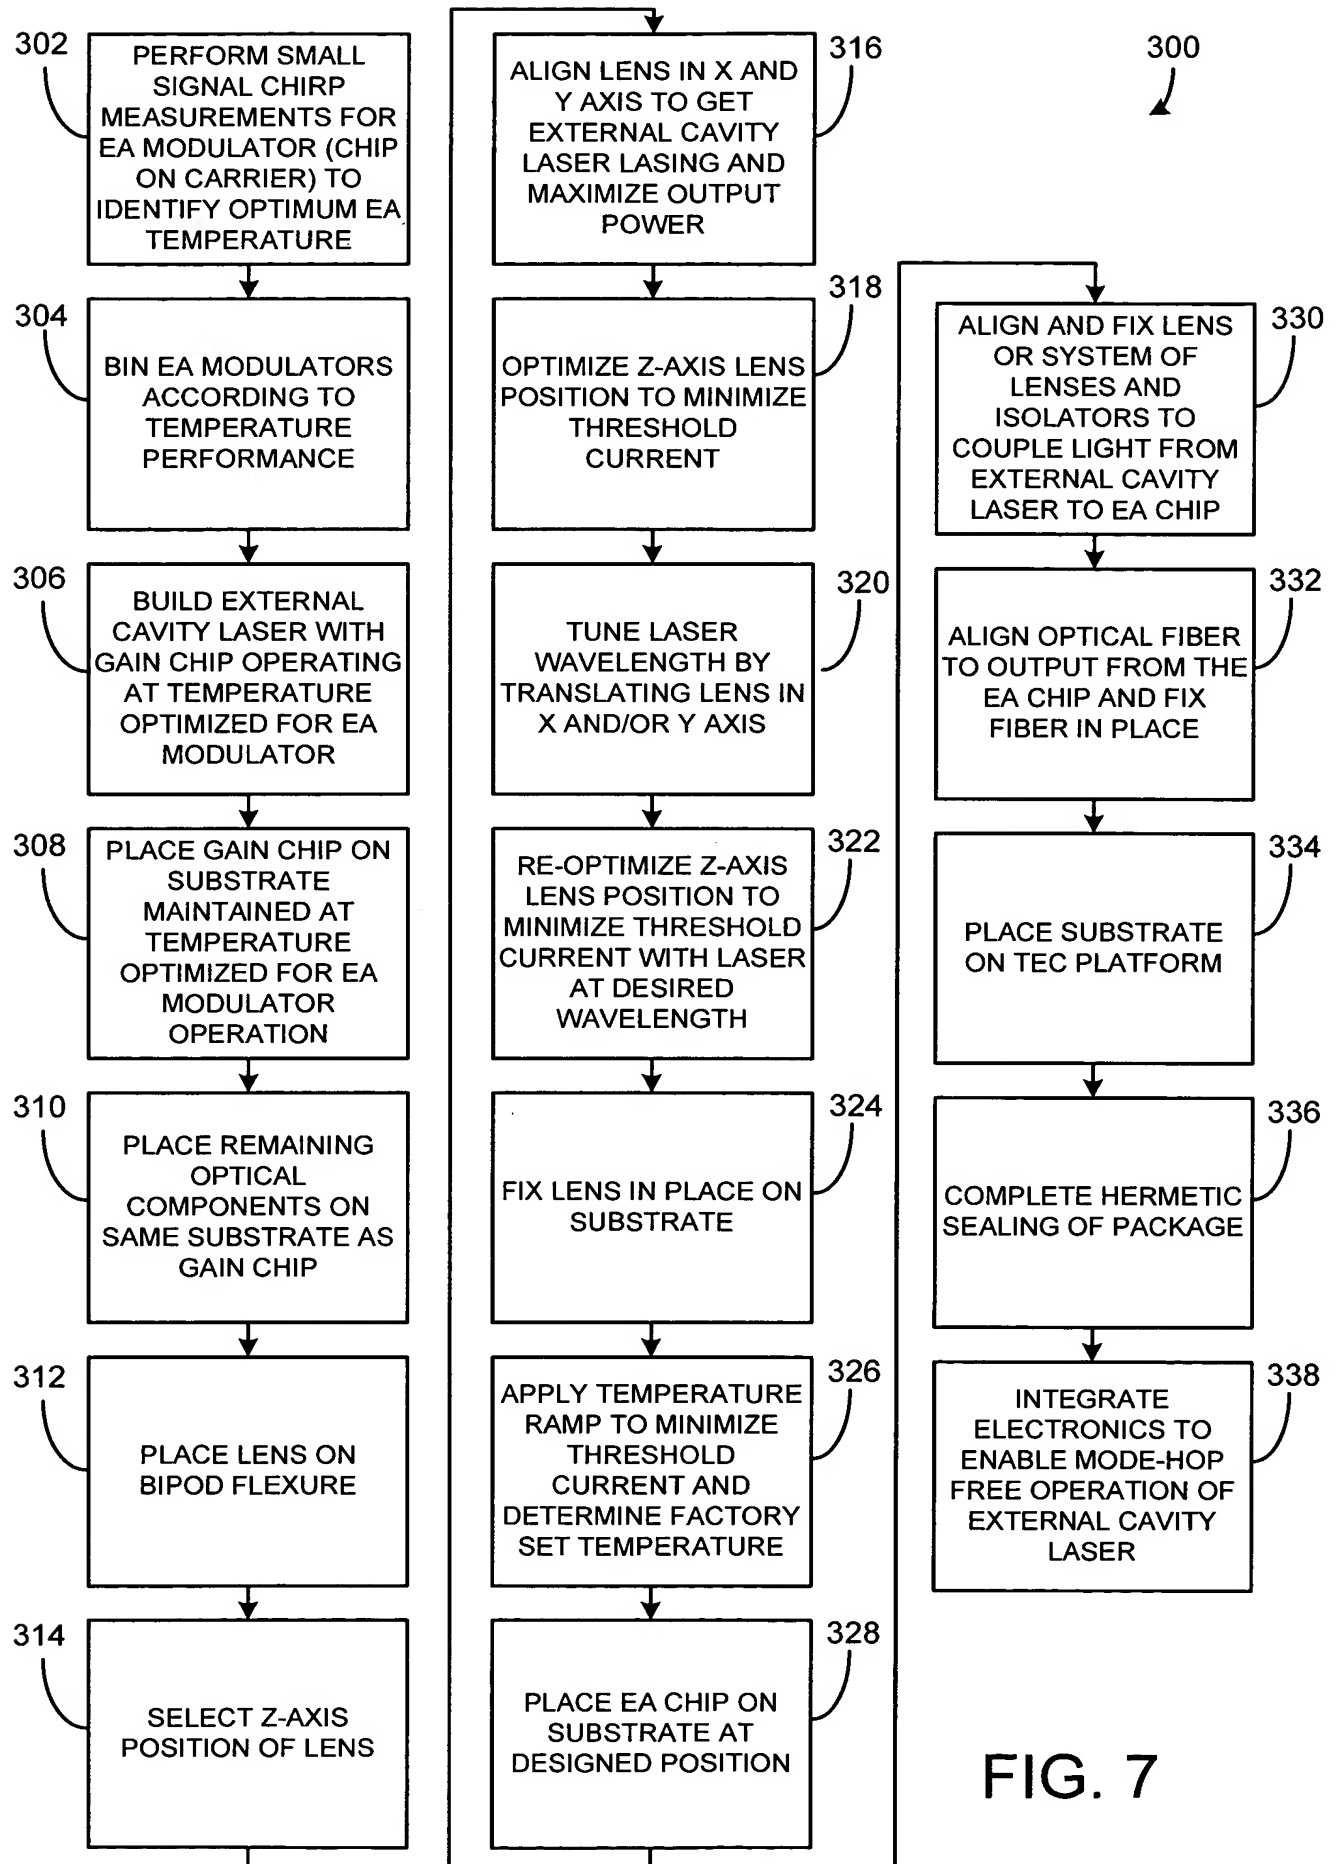 302
PERFORM SMALL
SIGNAL CHIRP
MEASUREMENTS FOR
EA MODULATOR (CHIP
ON CARRIER) TO
IDENTIFY OPTIMUM EA
TEMPERATURE
304
BIN EA MODULATORS
ACCORDING TO
TEMPERATURE
PERFORMANCE
306
BUILD EXTERNAL
CAVITY LASER WITH
GAIN CHIP OPERATING
AT TEMPERATURE
OPTIMIZED FOR EA
MODULATOR
308
PLACE GAIN CHIP ON
SUBSTRATE
MAINTAINED AT
TEMPERATURE
OPTIMIZED FOR EA
MODULATOR
OPERATION
310
PLACE REMAINING
OPTICAL
COMPONENTS ON
SAME SUBSTRATE AS
GAIN CHIP
312
PLACE LENS ON
BIPOD FLEXURE
314
SELECT Z-AXIS
POSITION OF LENS
316
ALIGN LENS IN X AND
Y AXIS TO GET
EXTERNAL CAVITY
LASER LASING AND
MAXIMIZE OUTPUT
POWER
318
OPTIMIZE Z-AXIS LENS
POSITION TO MINIMIZE
THRESHOLD
CURRENT
320
TUNE LASER
WAVELENGTH BY
TRANSLATING LENS IN
X AND/OR Y AXIS
322
RE-OPTIMIZE Z-AXIS
LENS POSITION TO
MINIMIZE THRESHOLD
CURRENT WITH LASER
AT DESIRED
WAVELENGTH
324
FIX LENS IN PLACE ON
SUBSTRATE
326
APPLY TEMPERATURE
RAMP TO MINIMIZE
THRESHOLD
CURRENT AND
DETERMINE FACTORY
SET TEMPERATURE
328
PLACE EA CHIP ON
SUBSTRATE AT
DESIGNED POSITION
300
330
ALIGN AND FIX LENS
OR SYSTEM OF
LENSES AND
ISOLATORS TO
COUPLE LIGHT FROM
EXTERNAL CAVITY
LASER TO EA CHIP
332
ALIGN OPTICAL FIBER
TO OUTPUT FROM THE
EA CHIP AND FIX
FIBER IN PLACE
334
PLACE SUBSTRATE
ON TEC PLATFORM
336
COMPLETE HERMETIC
SEALING OF PACKAGE
338
INTEGRATE
ELECTRONICS TO
ENABLE MODE-HOP
FREE OPERATION OF
EXTERNAL CAVITY
LASER
FIG. 7